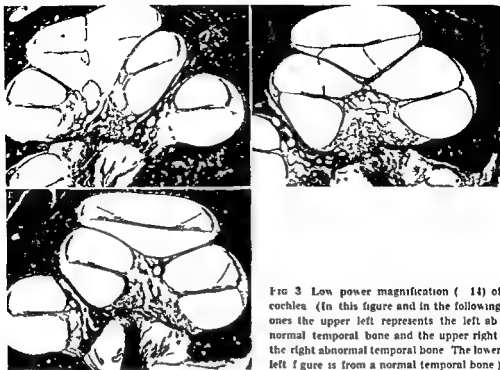 FIG 3 Low power magnification ( 14) of
cochlea (In this figure and in the following
ones the upper left represents the left ab
normal temporal bone and the upper right
the right abnormal temporal bone The lower
left f gure is from a normal temporal bone )